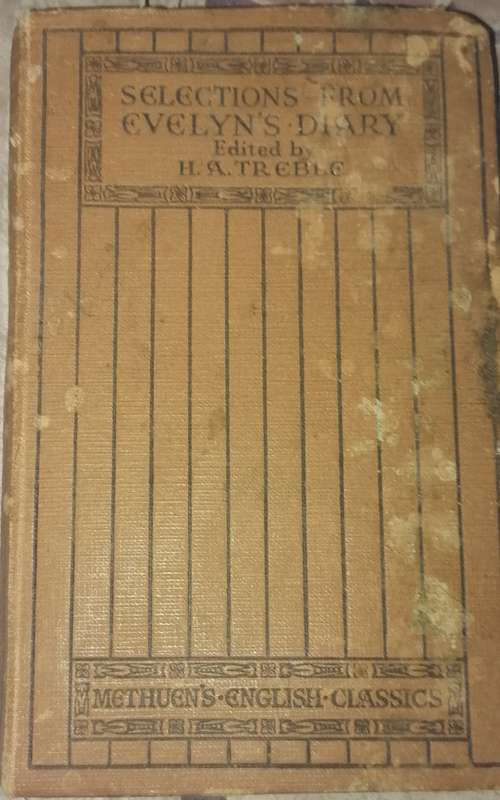 SELECTIONS FROM
EVELYN'S · DIARY
Edited by
H. A. TREBLE
METHUEN'S · ENGLISH · CLASSICS